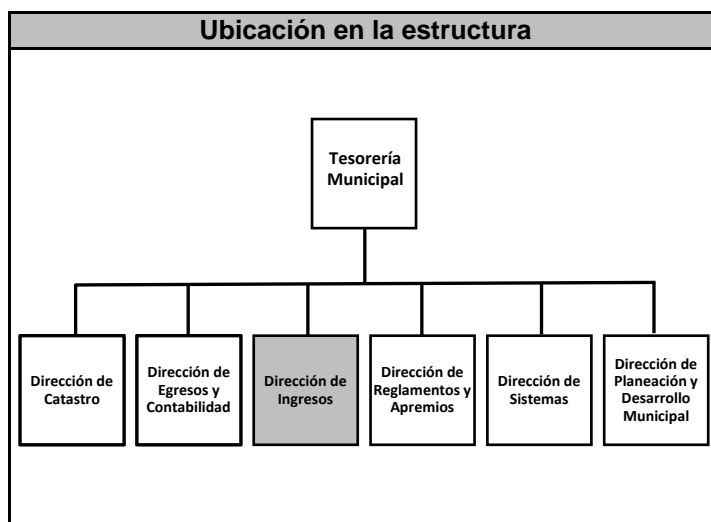 Ubicación en la estructura
Tesorería
Municipal
Dirección de
Catastro
Dirección de
Egresos y
Contabilidad
Dirección de
Ingresos
Dirección de
Reglamentos y
Apremios
Dirección de
Sistemas
Dirección de
Planeación y
Desarrollo
Municipal